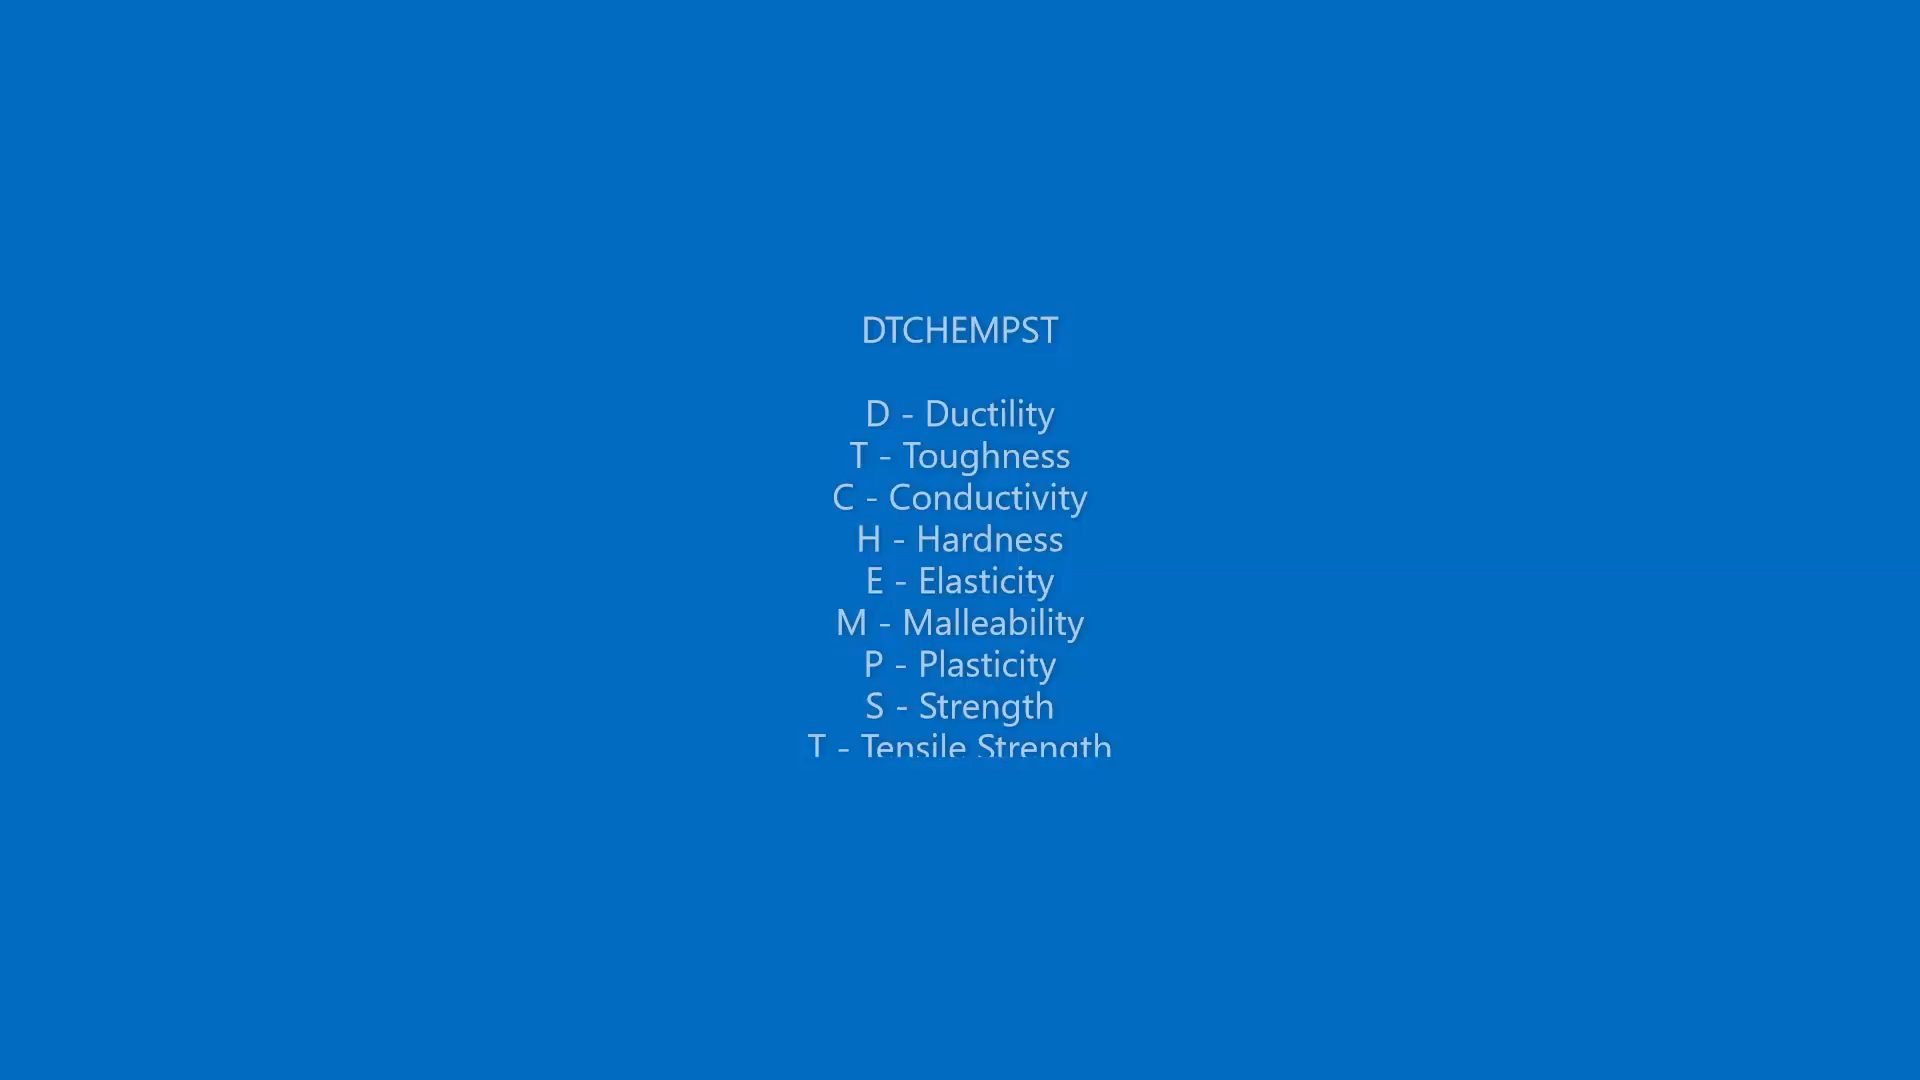 DTCHEMPST
D - Ductility
T - Toughness
C - Conductivity
H - Hardness
E - Elasticity
M - Malleability
P - Plasticity
S - Strength
T - Tensile Strength